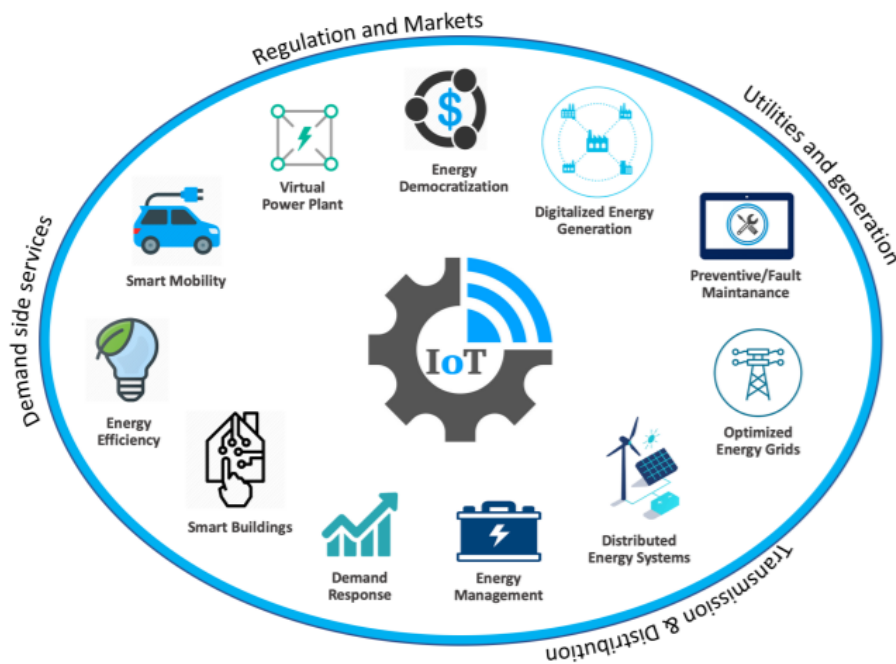 Regulation and Markets
Utilities and generation
Demand side services
Transmission & Distribution
Energy
Democratization
$
Virtual
Power Plant
Digitalized Energy
Generation
Smart Mobility
Preventive/Fault
Maintanance
IoT
Energy
Efficiency
Optimized
Energy Grids
Smart Buildings
Distributed
Energy Systems
Demand
Response
Energy
Management